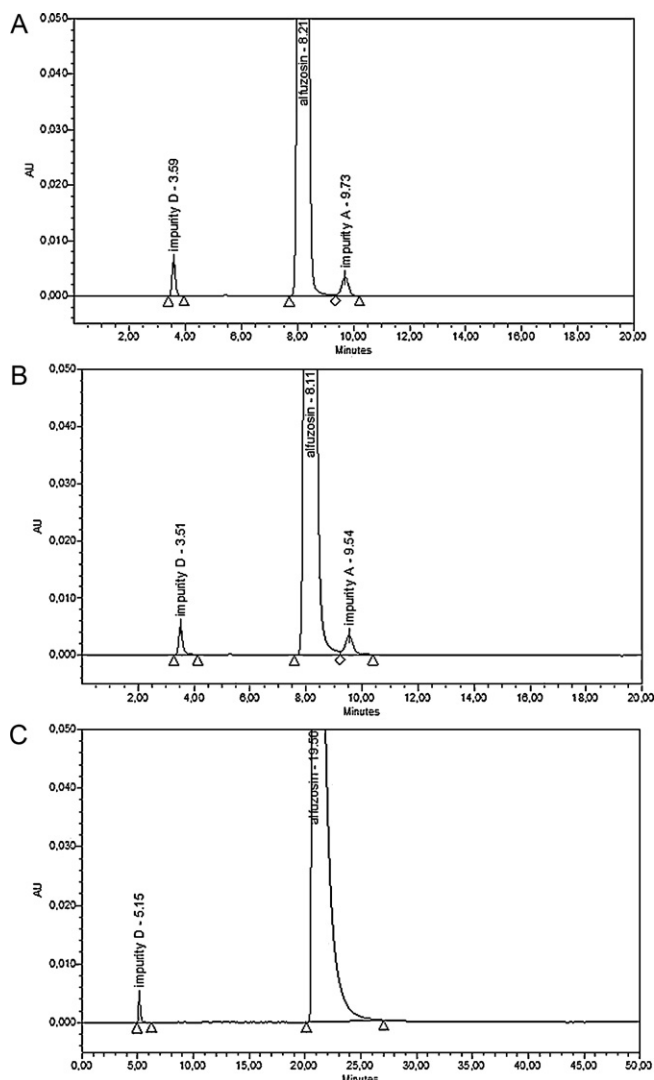 A
0,050
0,040
0,030
0,020
0,010
0,000
AU
impurity D - 3.59
alfuzosin - 8.21
impurity A - 9.73
2,00 4,00 6,00 8,00 10,00 12,00 14,00 16,00 18,00 20,00
Minutes
B
0,050
0,040
0,030
0,020
0,010
0,000
AU
impurity D - 3.51
alfuzosin - 8.11
impurity A - 9.54
2,00 4,00 6,00 8,00 10,00 12,00 14,00 16,00 18,00 20,00
Minutes
C
0,050
0,040
0,030
0,020
0,010
0,000
AU
impurity D - 5.15
alfuzosin - 19.50
0,00 5,00 10,00 15,00 20,00 25,00 30,00 35,00 40,00 45,00 50,00
Minutes